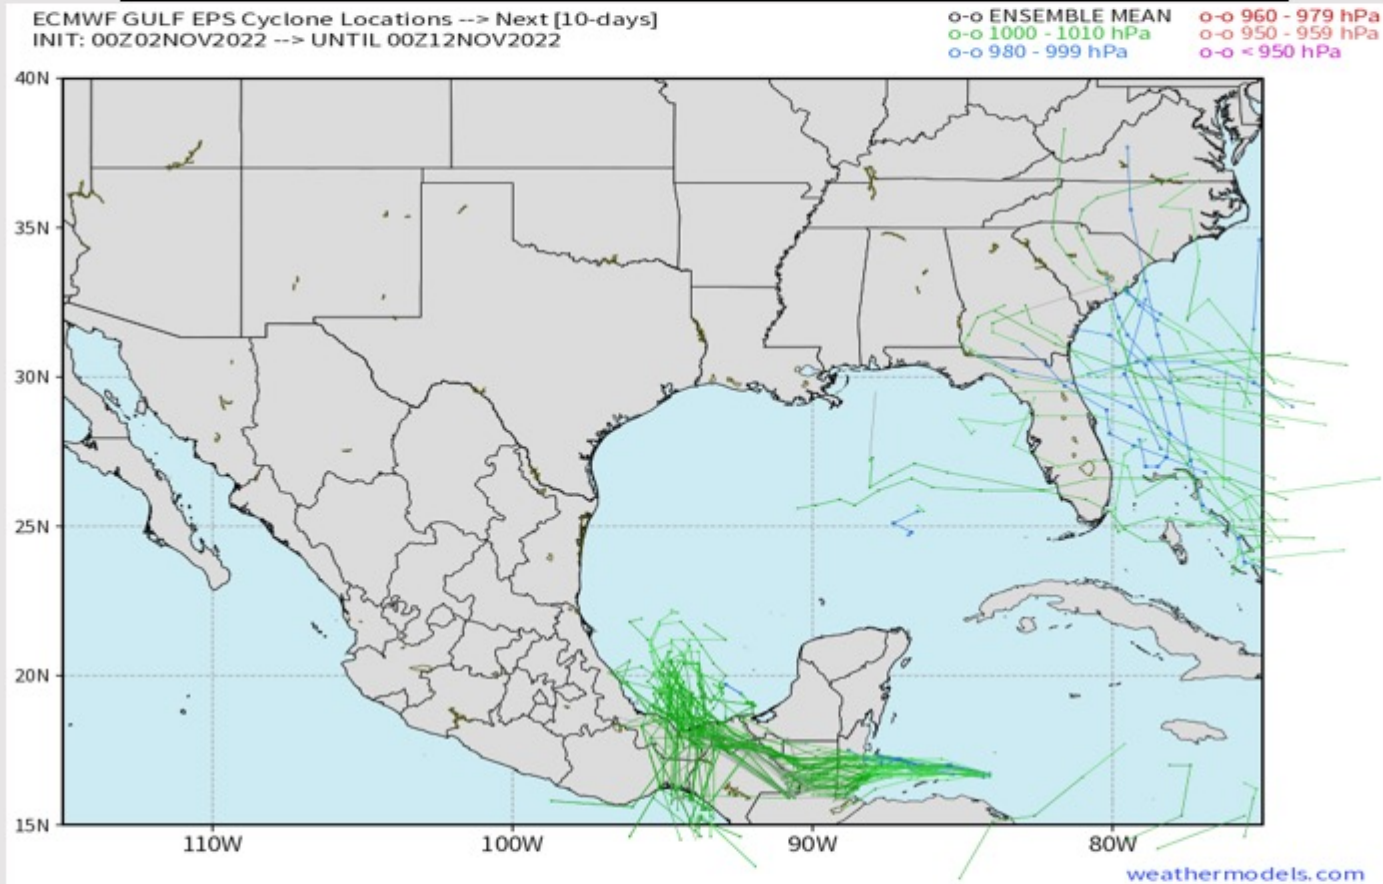 ECMWF GULF EPS Cyclone Locations --> Next [10-days]
INIT: 00Z02NOV2022 --> UNTIL 00Z12NOV2022
o-o ENSEMBLE MEAN
o-o 1000 - 1010 hPa
o-o 980 - 999 hPa
o-o 960 - 979 hPa
o-o 950 - 959 hPa
o-o < 950 hPa
40N
35N
30N
25N
20N
15N
110W 100W 90W 80W
weathermodels.com